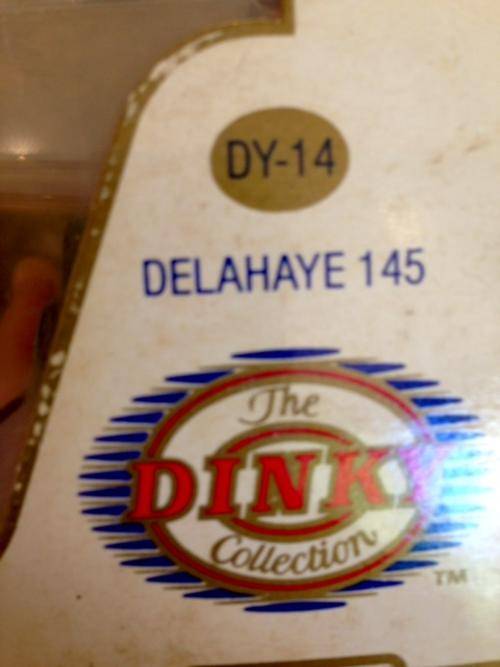 DY-14
DELAHAYE 145
The
DINKY
Collection
TM